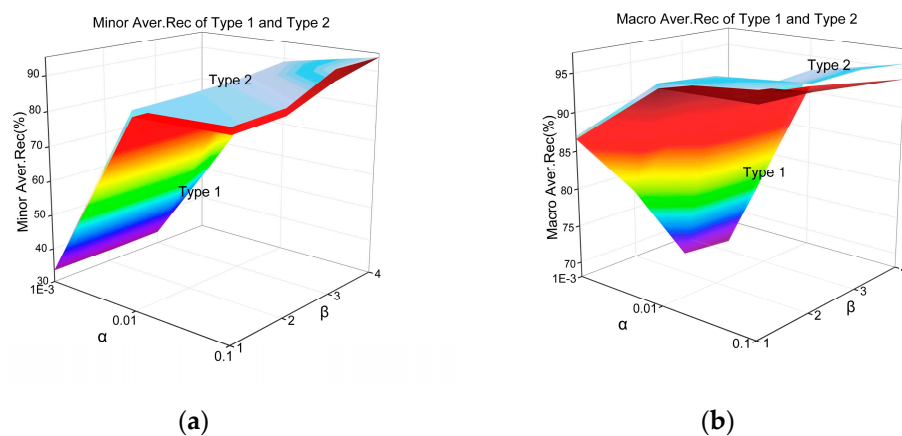 Minor Aver.Rec of Type 1 and Type 2
90
80
70
60
50
40
30
Minor Aver.Rec(%)
Type 2
Type 1
1E-3
0.01
0.1
α
1
2
3
4
β
(a)
Macro Aver.Rec of Type 1 and Type 2
95
90
85
80
75
70
Macro Aver.Rec(%)
Type 2
Type 1
1E-3
0.01
0.1
α
1
2
3
β
(b)